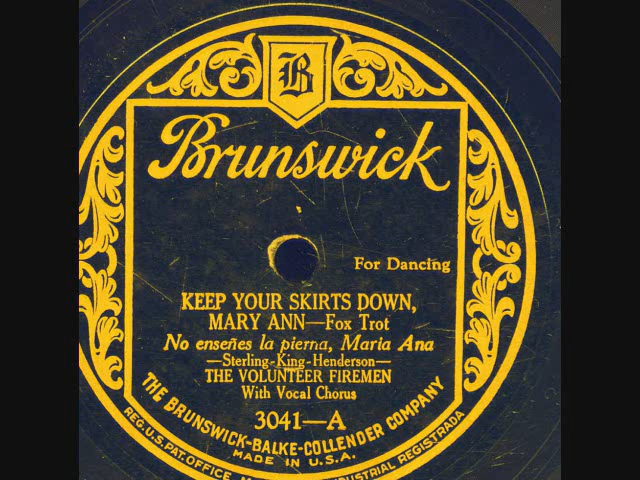 B
Brunswick
For Dancing
KEEP YOUR SKIRTS DOWN,
MARY ANN—Fox Trot
No enseñes la pierna, Maria Ana
—Sterling-King-Henderson—
THE VOLUNTEER FIREMEN
With Vocal Chorus
3041—A
THE BRUNSWICK-BALKE-COLLENDER COMPANY
MADE IN U.S.A.
REG. U.S. PAT. OFFICE INDUSTRIAL REGISTRADA